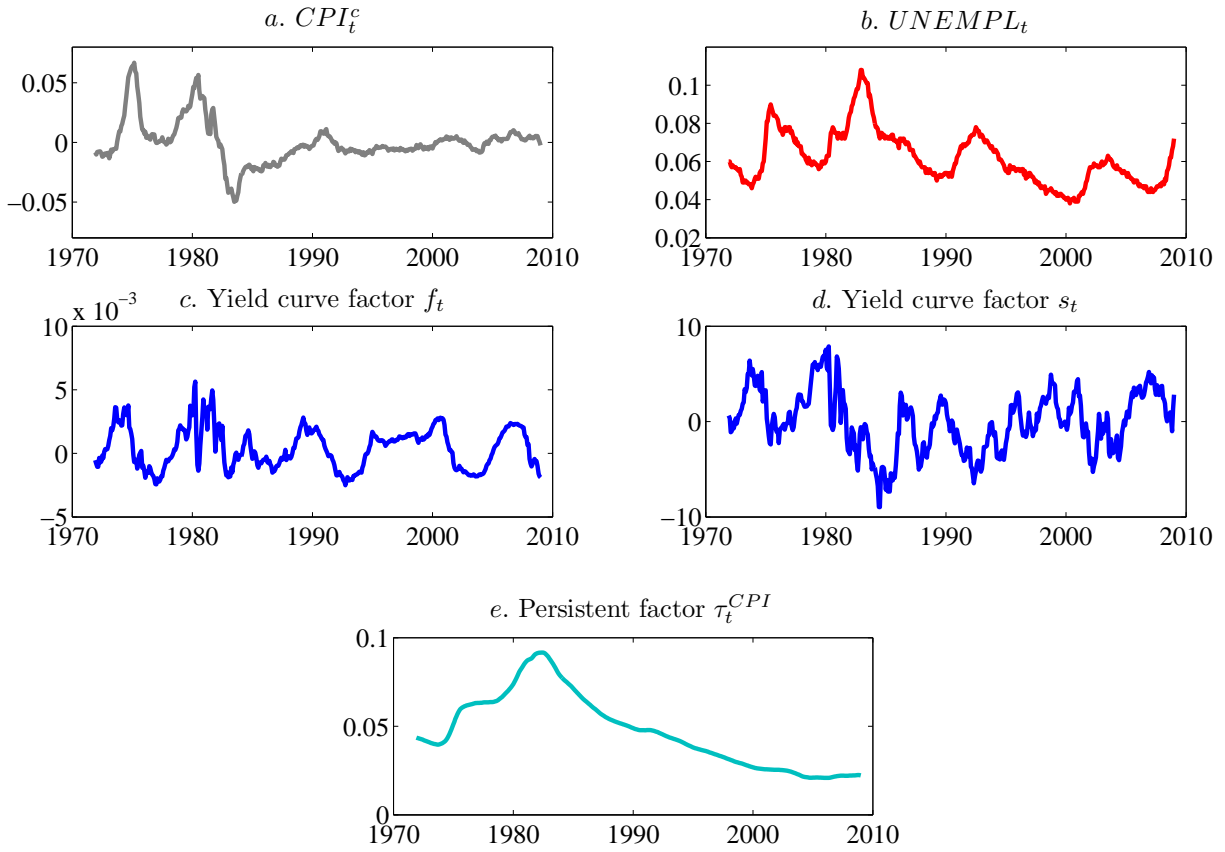 a. CPI_t^c
0.05
0
−0.05
1970 1980 1990 2000 2010
b. UNEMPL_t
0.1
0.08
0.06
0.04
0.02
1970 1980 1990 2000 2010
c. Yield curve factor f_t
x 10^−3
10
5
0
−5
1970 1980 1990 2000 2010
d. Yield curve factor s_t
10
0
−10
1970 1980 1990 2000 2010
e. Persistent factor τ_t^CPI
0.1
0.05
0
1970 1980 1990 2000 2010